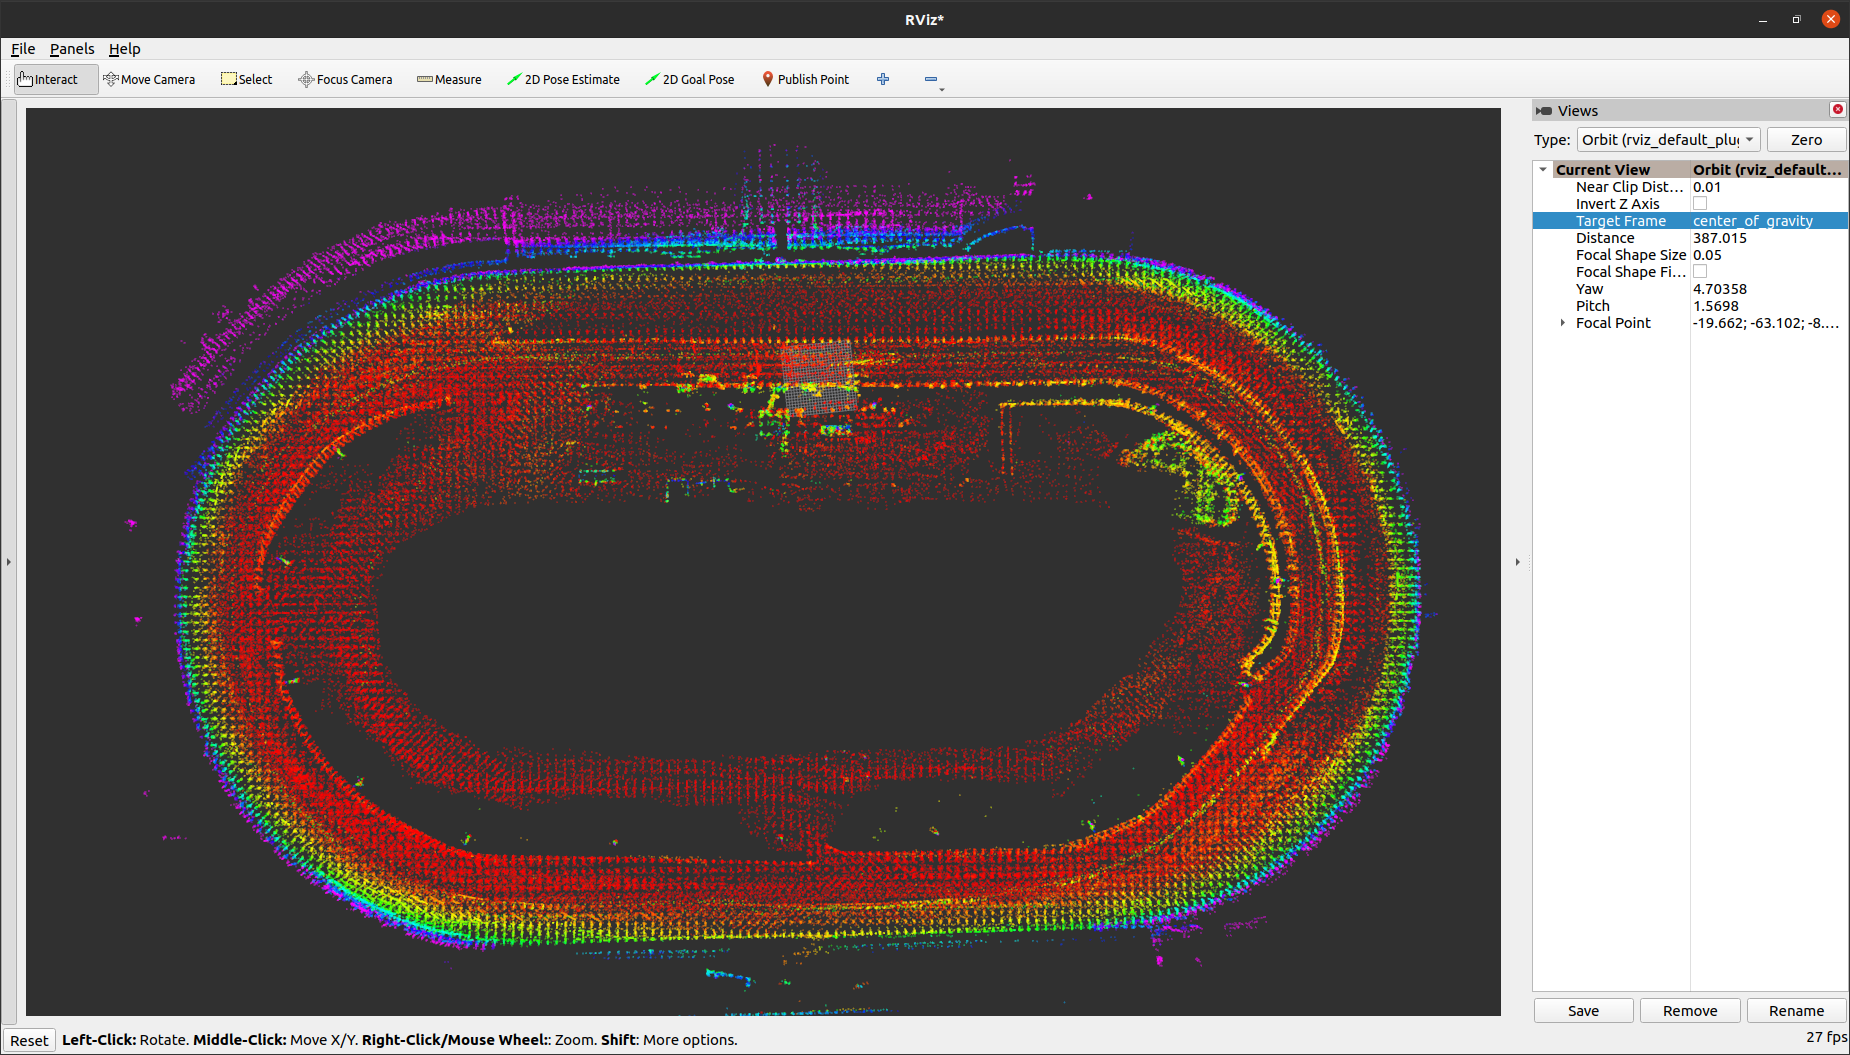 RViz*
File Panels Help
Interact Move Camera Select Focus Camera Measure 2D Pose Estimate 2D Goal Pose Publish Point
Views
Type: Orbit (rviz_default_plu Zero
Current View Orbit (rviz_default...
Near Clip Dist... 0.01
Invert Z Axis
Target Frame center_of_gravity
Distance 387.015
Focal Shape Size 0.05
Focal Shape Fi...
Yaw 4.70358
Pitch 1.5698
Focal Point -19.662; -63.102; -8....
Save Remove Rename
Reset Left-Click: Rotate. Middle-Click: Move X/Y. Right-Click/Mouse Wheel:: Zoom. Shift: More options. 27 fps